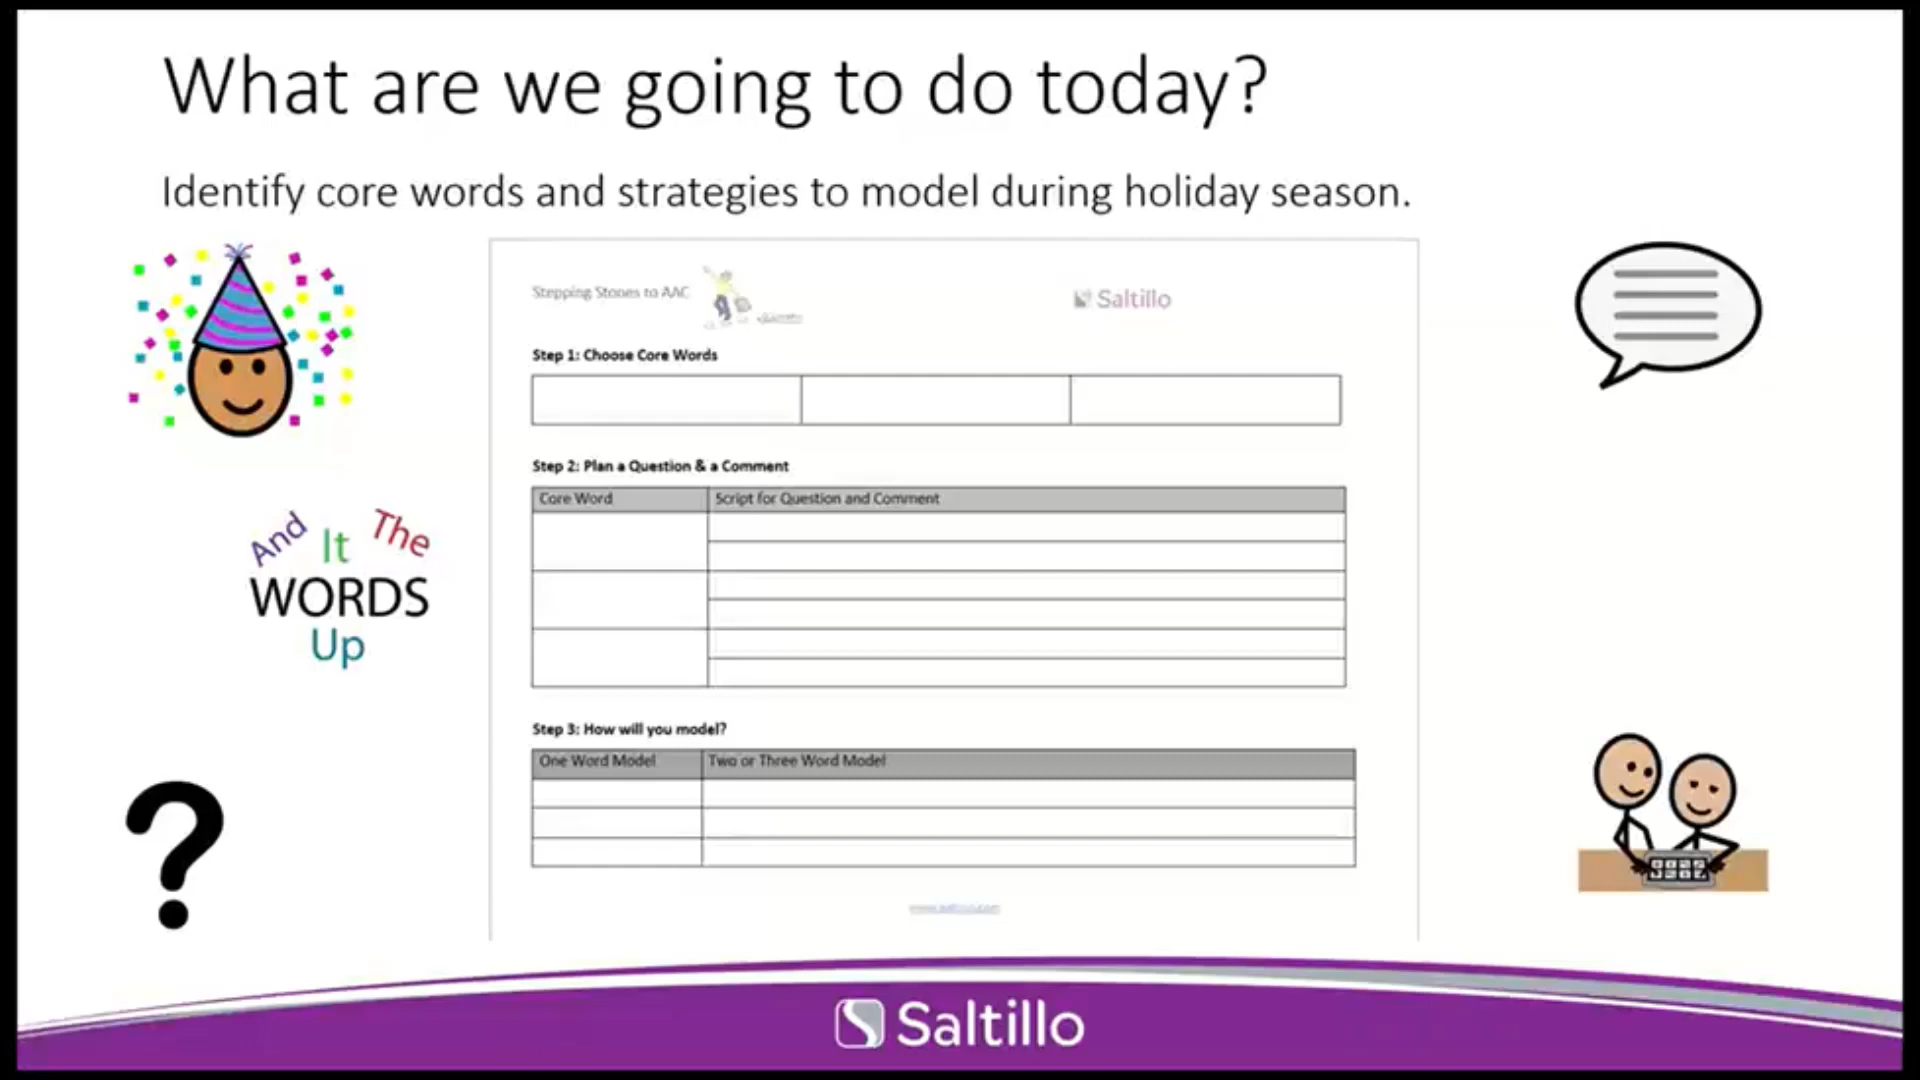 What are we going to do today?
Identify core words and strategies to model during holiday season.
Stepping Stones to AAC
Saltillo
Step 1: Choose Core Words
Step 2: Plan a Question & a Comment
Core Word Script for Question and Comment
And It The
WORDS
Up
Step 3: How will you model?
One Word Model Two or Three Word Model
www.saltillo.com
Saltillo